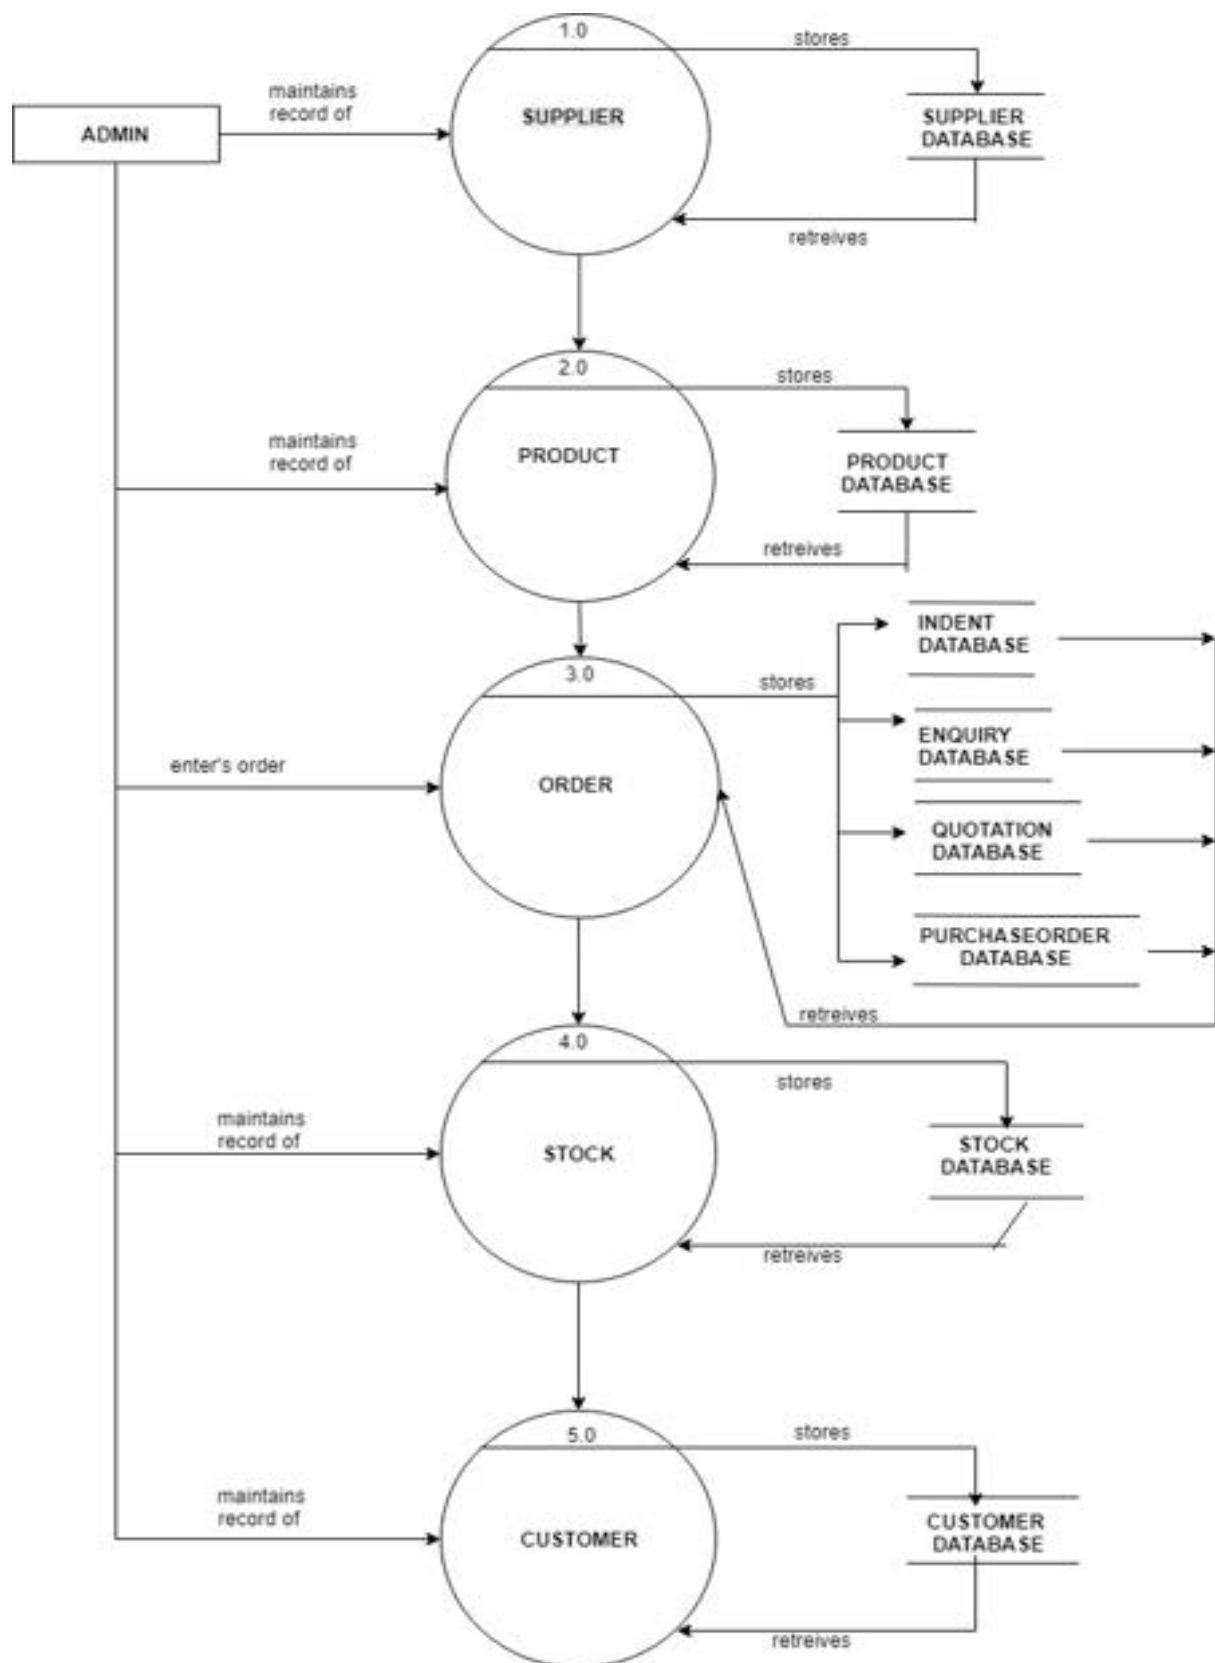 1.0
stores
maintains
record of
ADMIN
SUPPLIER
SUPPLIER
DATABASE
retreives
2.0
stores
maintains
record of
PRODUCT
PRODUCT
DATABASE
retreives
INDENT
DATABASE
3.0
stores
ENQUIRY
DATABASE
enter's order
ORDER
QUOTATION
DATABASE
PURCHASEORDER
DATABASE
retreives
4.0
stores
maintains
record of
STOCK
STOCK
DATABASE
retreives
5.0
stores
maintains
record of
CUSTOMER
CUSTOMER
DATABASE
retreives